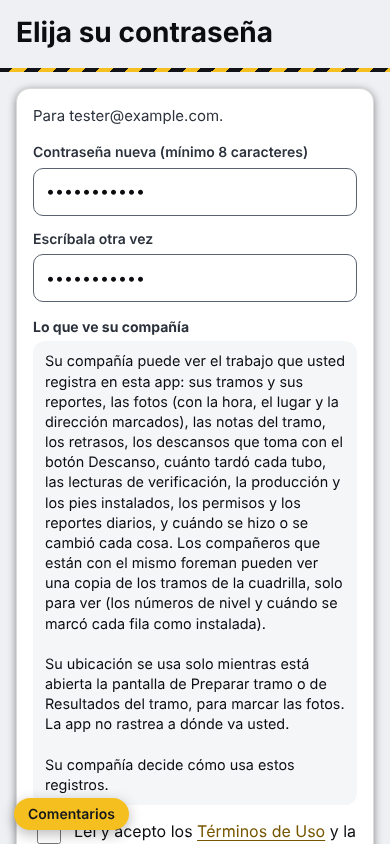 Elija su contraseña
Para tester@example.com.
Contraseña nueva (mínimo 8 caracteres)
•••••••••••
Escríbala otra vez
•••••••••••
Lo que ve su compañía
Su compañía puede ver el trabajo que usted
registra en esta app: sus tramos y sus
reportes, las fotos (con la hora, el lugar y la
dirección marcados), las notas del tramo,
los retrasos, los descansos que toma con el
botón Descanso, cuánto tardó cada tubo,
las lecturas de verificación, la producción y
los pies instalados, los permisos y los
reportes diarios, y cuándo se hizo o se
cambió cada cosa. Los compañeros que
están con el mismo foreman pueden ver
una copia de los tramos de la cuadrilla, solo
para ver (los números de nivel y cuándo se
marcó cada fila como instalada).
Su ubicación se usa solo mientras está
abierta la pantalla de Preparar tramo o de
Resultados del tramo, para marcar las fotos.
La app no rastrea a dónde va usted.
Su compañía decide cómo usa estos
registros.
Comentarios
Leí y acepto los Términos de Uso y la